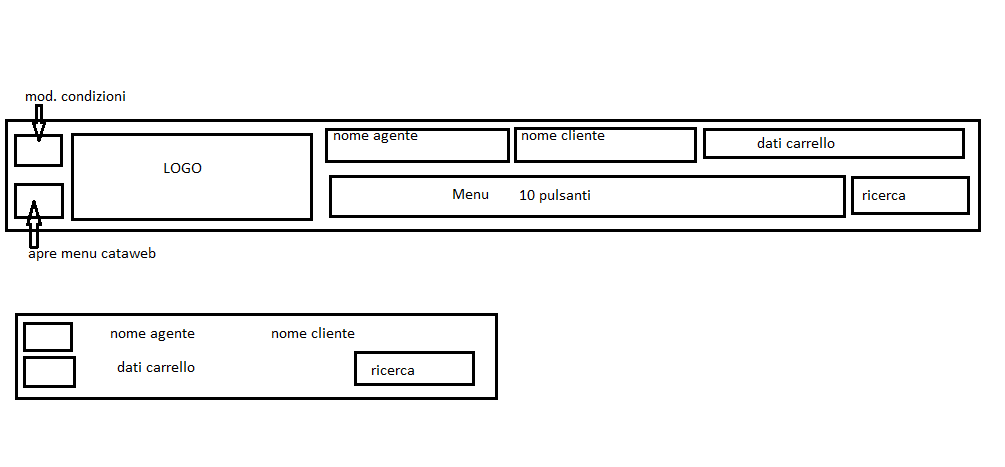 mod. condizioni
nome agente
nome cliente
dati carrello
LOGO
Menu 10 pulsanti
ricerca
apre menu cataweb
nome agente nome cliente
dati carrello
ricerca